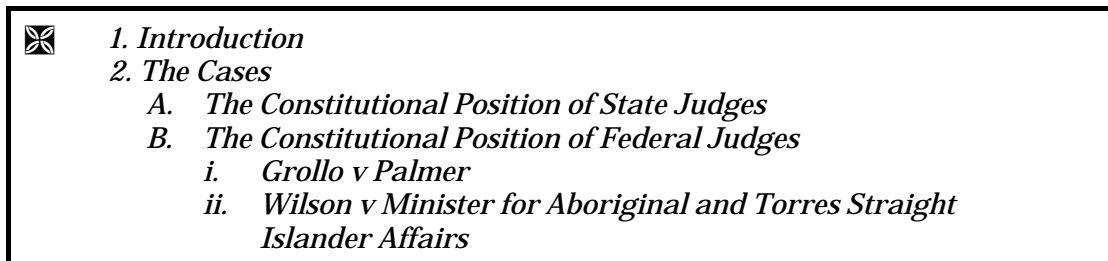 1. Introduction
2. The Cases
A. The Constitutional Position of State Judges
B. The Constitutional Position of Federal Judges
i. Grollo v Palmer
ii. Wilson v Minister for Aboriginal and Torres Straight
Islander Affairs